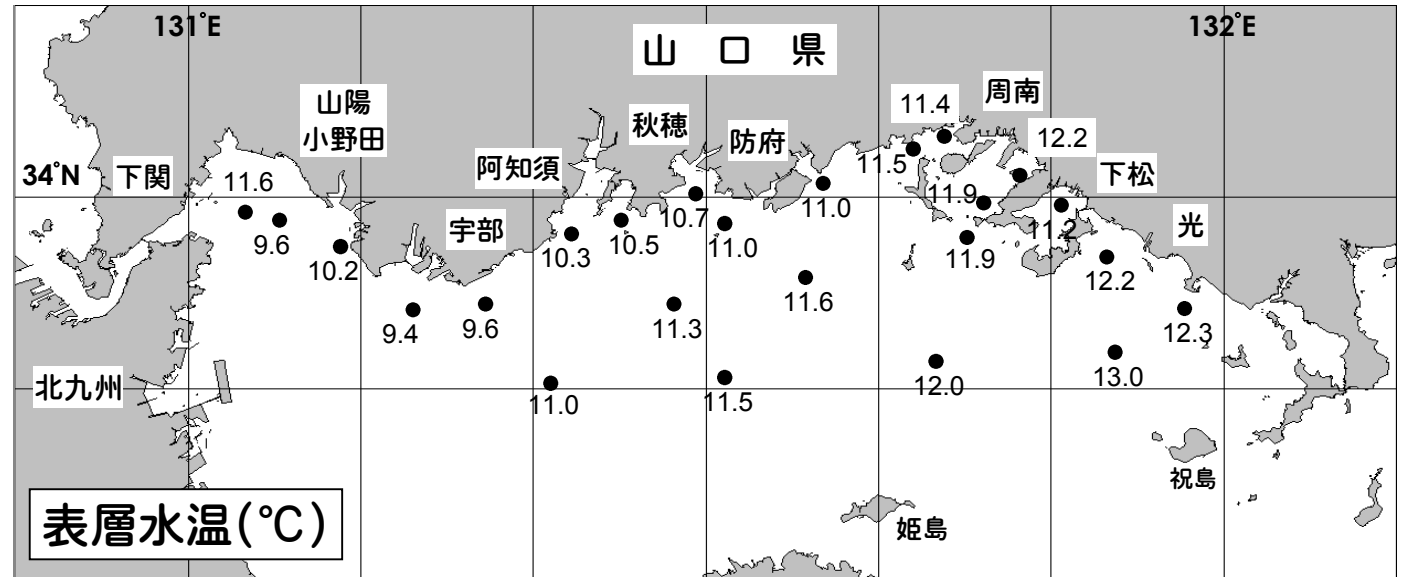 131°E
132°E
山 口 県
山陽
小野田
秋穂
防府
周南
11.4
12.2
11.5
34°N
下関
阿知須
下松
11.6
11.9
11.0
10.7
9.6
宇部
10.5
11.0
11.2
光
10.2
10.3
11.9
12.2
11.6
9.4
9.6
11.3
12.3
北九州
11.0
11.5
12.0
13.0
祝島
表層水温(℃)
姫島